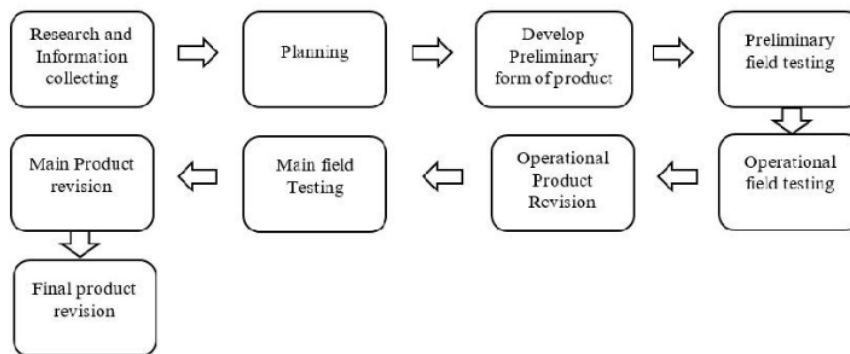 Research and
Information
collecting
Planning
Develop
Preliminary
form of product
Preliminary
field testing
Operational
field testing
Operational
Product
Revision
Main field
Testing
Main Product
revision
Final product
revision